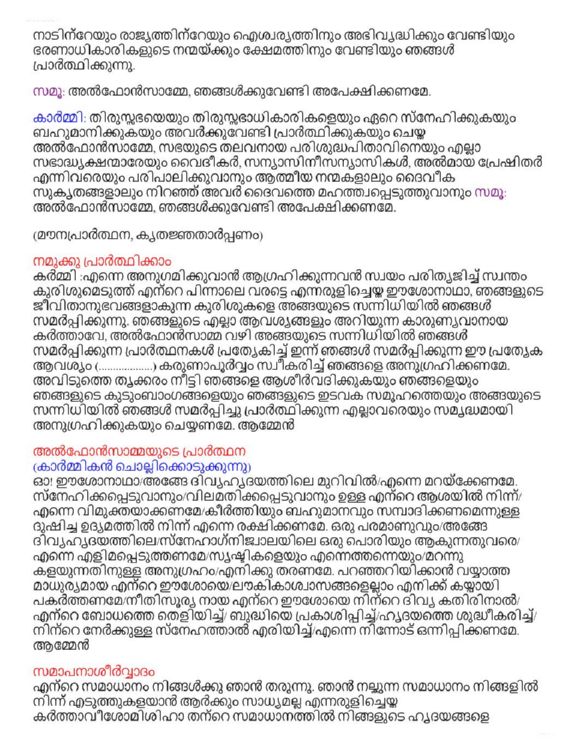 നാടിന്റേയും രാജ്യത്തിന്റേയും ഐശ്വര്യത്തിനും അഭിവൃദ്ധിക്കും വേണ്ടിയും
ഭരണാധികാരികളുടെ നന്മയ്ക്കും ക്ഷേമത്തിനും വേണ്ടിയും ഞങ്ങൾ
പ്രാർത്ഥിക്കുന്നു.
സമൂ: അൽഫോൻസാമ്മേ, ഞങ്ങൾക്കുവേണ്ടി അപേക്ഷിക്കണമേ.
കാർമ്മി: തിരുസ്സഭയെയും തിരുസ്സഭാധികാരികളെയും ഏറെ സ്നേഹിക്കുകയും
ബഹുമാനിക്കുകയും അവർക്കുവേണ്ടി പ്രാർത്ഥിക്കുകയും ചെയ്ത
അൽഫോൻസാമ്മേ, സഭയുടെ തലവനായ പരിശുദ്ധപിതാവിനെയും എല്ലാ
സഭാദ്ധ്യക്ഷന്മാരേയും വൈദീകർ, സന്യാസിനീസന്യാസികൾ, അൽമായ പ്രേഷിതർ
എന്നിവരെയും പരിപാലിക്കുവാനും ആത്മീയ നന്മകളാലും ദൈവീക
സുകൃതങ്ങളാലും നിറഞ്ഞ് അവർ ദൈവത്തെ മഹത്ത്വപ്പെടുത്തുവാനും സമൂ:
അൽഫോൻസാമ്മേ, ഞങ്ങൾക്കുവേണ്ടി അപേക്ഷിക്കണമേ.
(മൗനപ്രാർത്ഥന, കൃതജ്ഞതാർപ്പണം)
നമുക്കു പ്രാർത്ഥിക്കാം
കർമ്മി :എന്നെ അനുഗമിക്കുവാൻ ആഗ്രഹിക്കുന്നവൻ സ്വയം പരിത്യജിച്ച് സ്വന്തം
കുരിശുമെടുത്ത് എന്റെ പിന്നാലെ വരട്ടെ എന്നരുളിച്ചെയ്ത ഈശോനാഥാ, ഞങ്ങളുടെ
ജീവിതാനുഭവങ്ങളാകുന്ന കുരിശുകളെ അങ്ങയുടെ സന്നിധിയിൽ ഞങ്ങൾ
സമർപ്പിക്കുന്നു. ഞങ്ങളുടെ എല്ലാ ആവശ്യങ്ങളും അറിയുന്ന കാരുണ്യവാനായ
കർത്താവേ, അൽഫോൻസാമ്മ വഴി അങ്ങയുടെ സന്നിധിയിൽ ഞങ്ങൾ
സമർപ്പിക്കുന്ന പ്രാർത്ഥനകൾ പ്രത്യേകിച്ച് ഇന്ന് ഞങ്ങൾ സമർപ്പിക്കുന്ന ഈ പ്രത്യേക
ആവശ്യം (..................) കരുണാപൂർവ്വം സ്വീകരിച്ച് ഞങ്ങളെ അനുഗ്രഹിക്കണമേ.
അവിടുത്തെ തൃക്കരം നീട്ടി ഞങ്ങളെ ആശീർവദിക്കുകയും ഞങ്ങളെയും
ഞങ്ങളുടെ കുടുംബാംഗങ്ങളെയും ഞങ്ങളുടെ ഇടവക സമൂഹത്തെയും അങ്ങയുടെ
സന്നിധിയിൽ ഞങ്ങൾ സമർപ്പിച്ചു പ്രാർത്ഥിക്കുന്ന എല്ലാവരെയും സമൃദ്ധമായി
അനുഗ്രഹിക്കുകയും ചെയ്യണമേ. ആമ്മേൻ
അൽഫോൻസാമ്മയുടെ പ്രാർത്ഥന
(കാർമ്മികൻ ചൊല്ലിക്കൊടുക്കുന്നു)
ഓ! ഈശോനാഥാ/അങ്ങേ ദിവ്യഹൃദയത്തിലെ മുറിവിൽ/എന്നെ മറയ്ക്കേണമേ.
സ്നേഹിക്കപ്പെടുവാനും/വിലമതിക്കപ്പെടുവാനും ഉള്ള എന്റെ ആശയിൽ നിന്ന്/
എന്നെ വിമുക്തയാക്കണമേ/കീർത്തിയും ബഹുമാനവും സമ്പാദിക്കണമെന്നുള്ള
ദുഷിച്ച ഉദ്യമത്തിൽ നിന്ന് എന്നെ രക്ഷിക്കണമേ. ഒരു പരമാണുവും/അങ്ങേ
ദിവ്യഹൃദയത്തിലെ/സ്നേഹാഗ്നിജ്വാലയിലെ ഒരു പൊരിയും ആകുന്നതുവരെ/
എന്നെ എളിമപ്പെടുത്തണമേ/സൃഷ്ടികളെയും എന്നെത്തന്നെയും/മറന്നു
കളയുന്നതിനുള്ള അനുഗ്രഹം/എനിക്കു തരണമേ. പറഞ്ഞറിയിക്കാൻ വയ്യാത്ത
മാധുര്യമായ എന്റെ ഈശോയെ/ലൗകികാശ്വാസങ്ങളെല്ലാം എനിക്ക് കയ്പായി
പകർത്തണമേ/നീതിസൂര്യ നായ എന്റെ ഈശോയെ നിന്റെ ദിവ്യ കതിരിനാൽ/
എന്റെ ബോധത്തെ തെളിയിച്ച്/ ബുദ്ധിയെ പ്രകാശിപ്പിച്ച്/ഹൃദയത്തെ ശുദ്ധീകരിച്ച്/
നിന്റെ നേർക്കുള്ള സ്നേഹത്താൽ എരിയിച്ച്/എന്നെ നിന്നോട് ഒന്നിപ്പിക്കണമേ.
ആമ്മേൻ
സമാപനാശീർവ്വാദം
എന്റെ സമാധാനം നിങ്ങൾക്കു ഞാൻ തരുന്നു. ഞാൻ നല്കുന്ന സമാധാനം നിങ്ങളിൽ
നിന്ന് എടുത്തുകളയാൻ ആർക്കും സാധ്യമല്ല എന്നരുളിച്ചെയ്ത
കർത്താവീശോമിശിഹാ തന്റെ സമാധാനത്തിൽ നിങ്ങളുടെ ഹൃദയങ്ങളെ